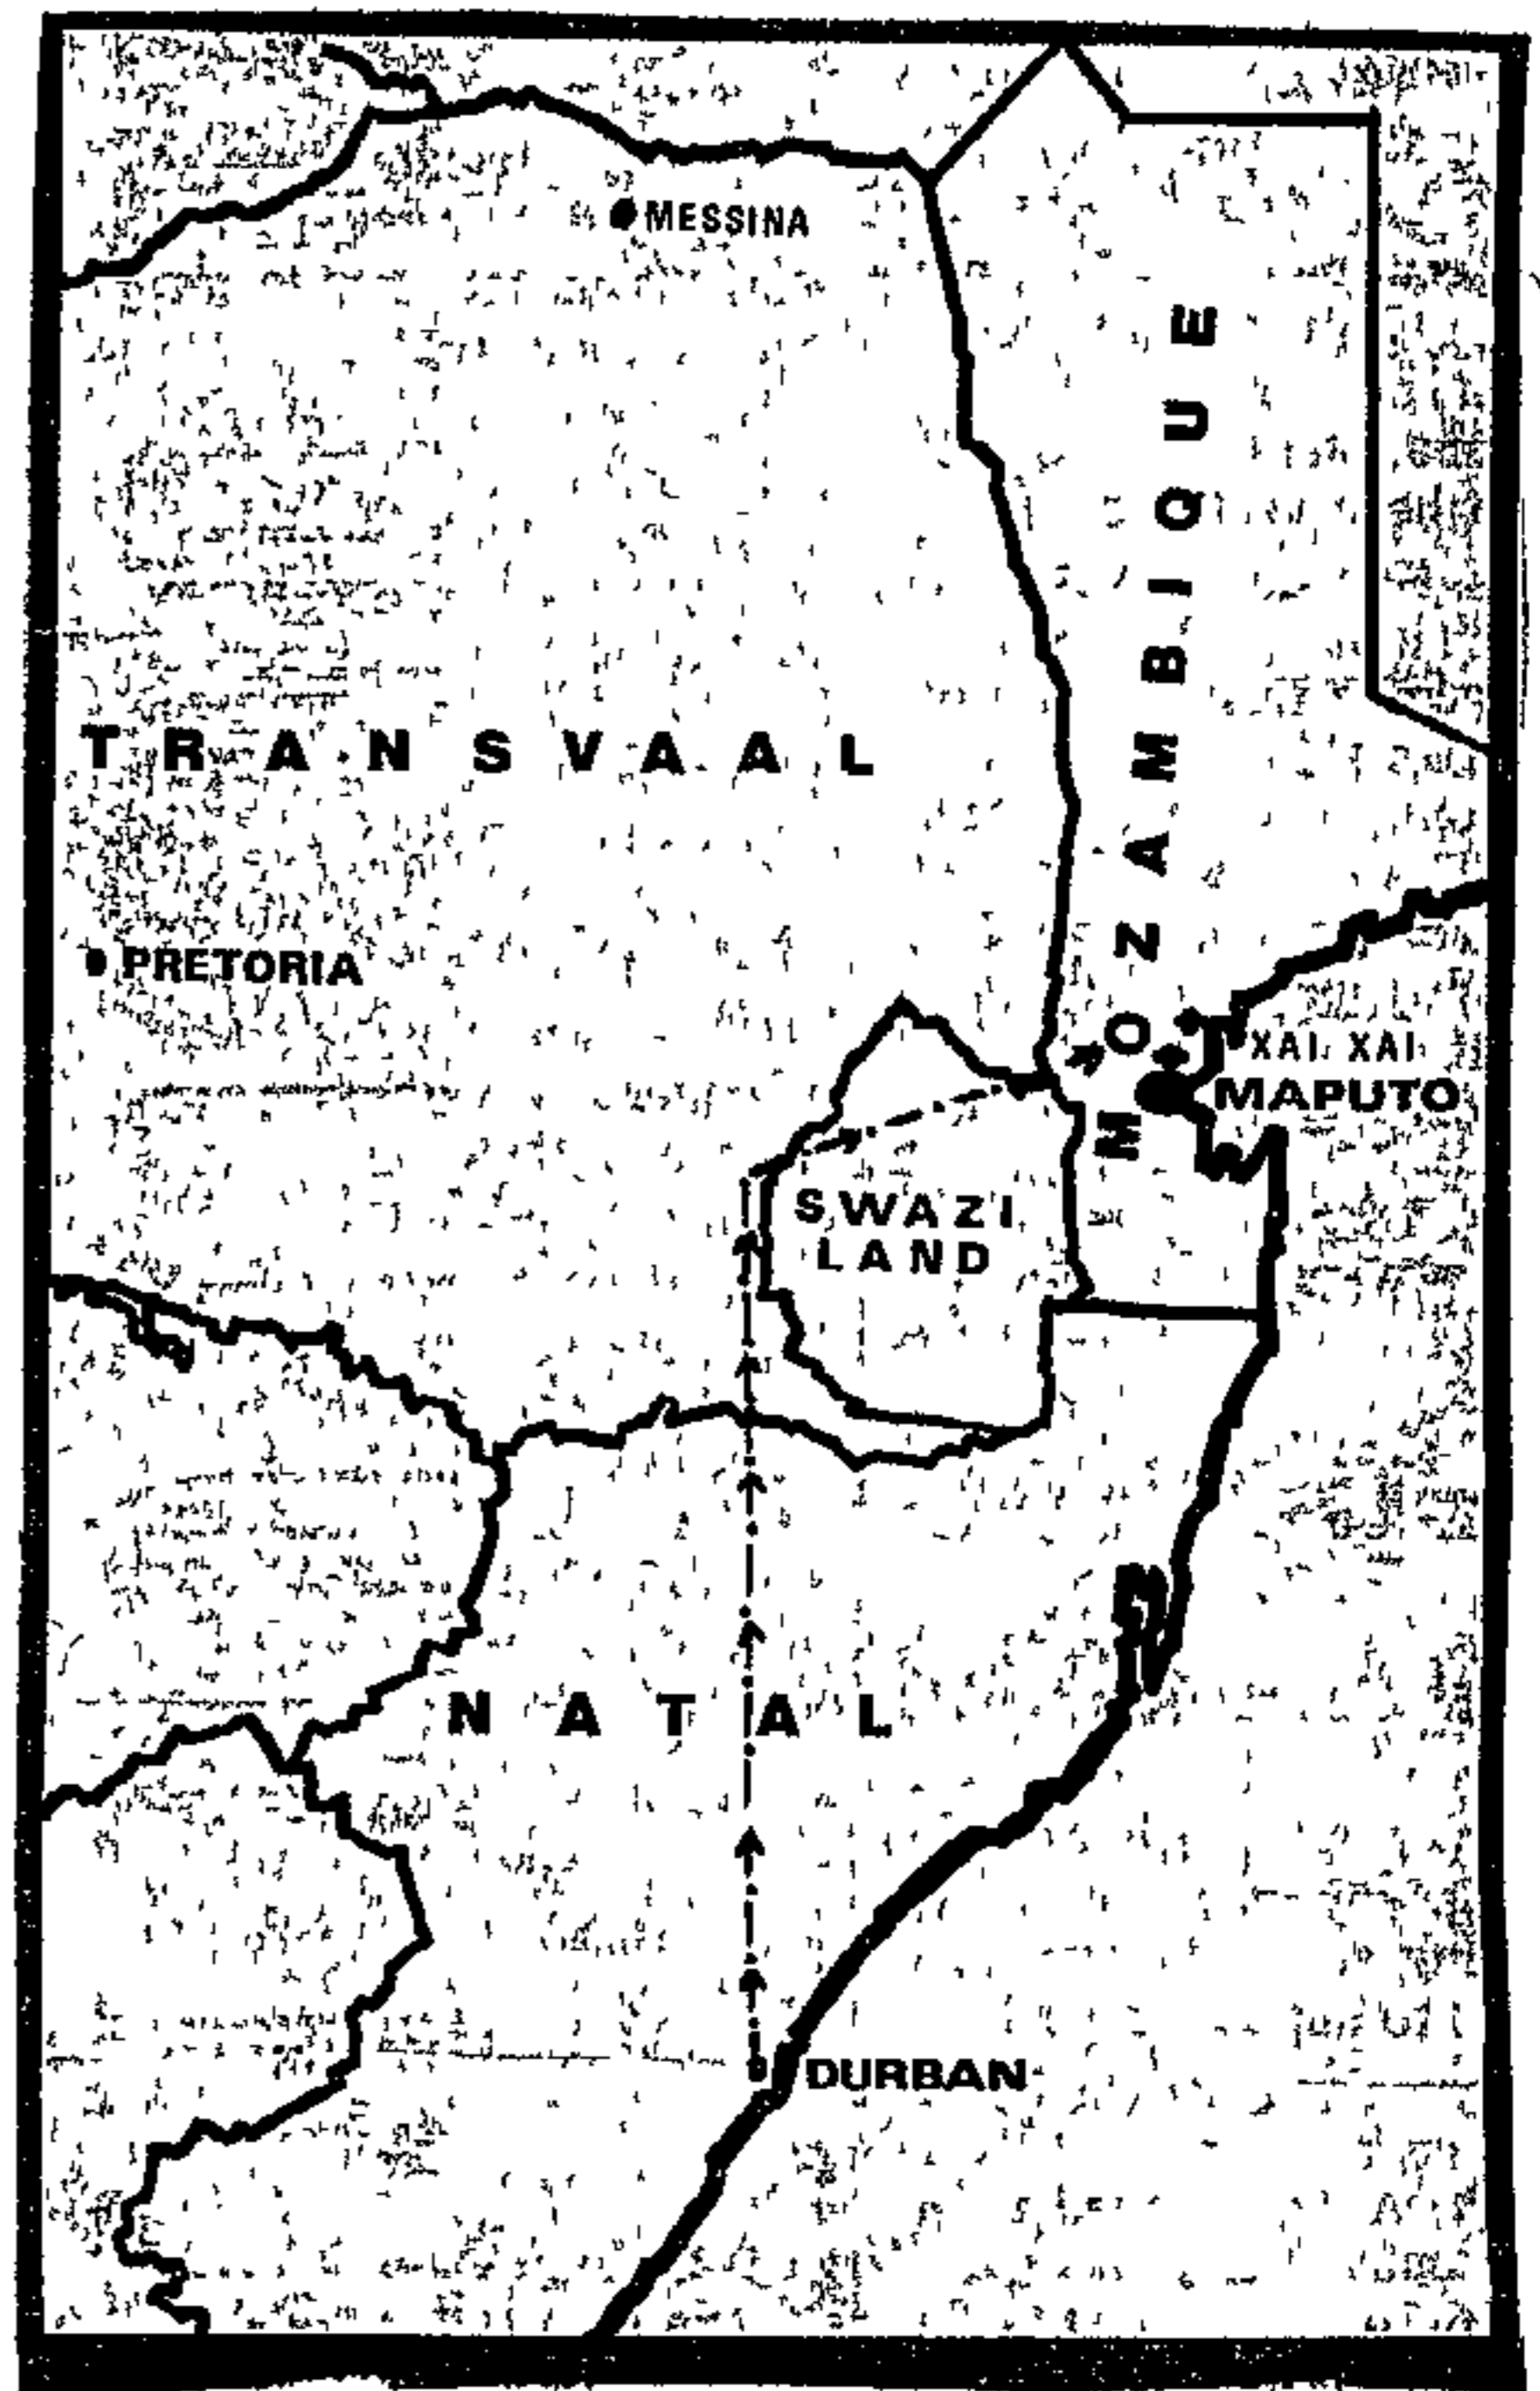 MESSINA
MOZAMBIQUE
TRANSVAAL
PRETORIA
XAI XAI
MAPUTO
SWAZI
LAND
NATAL
DURBAN